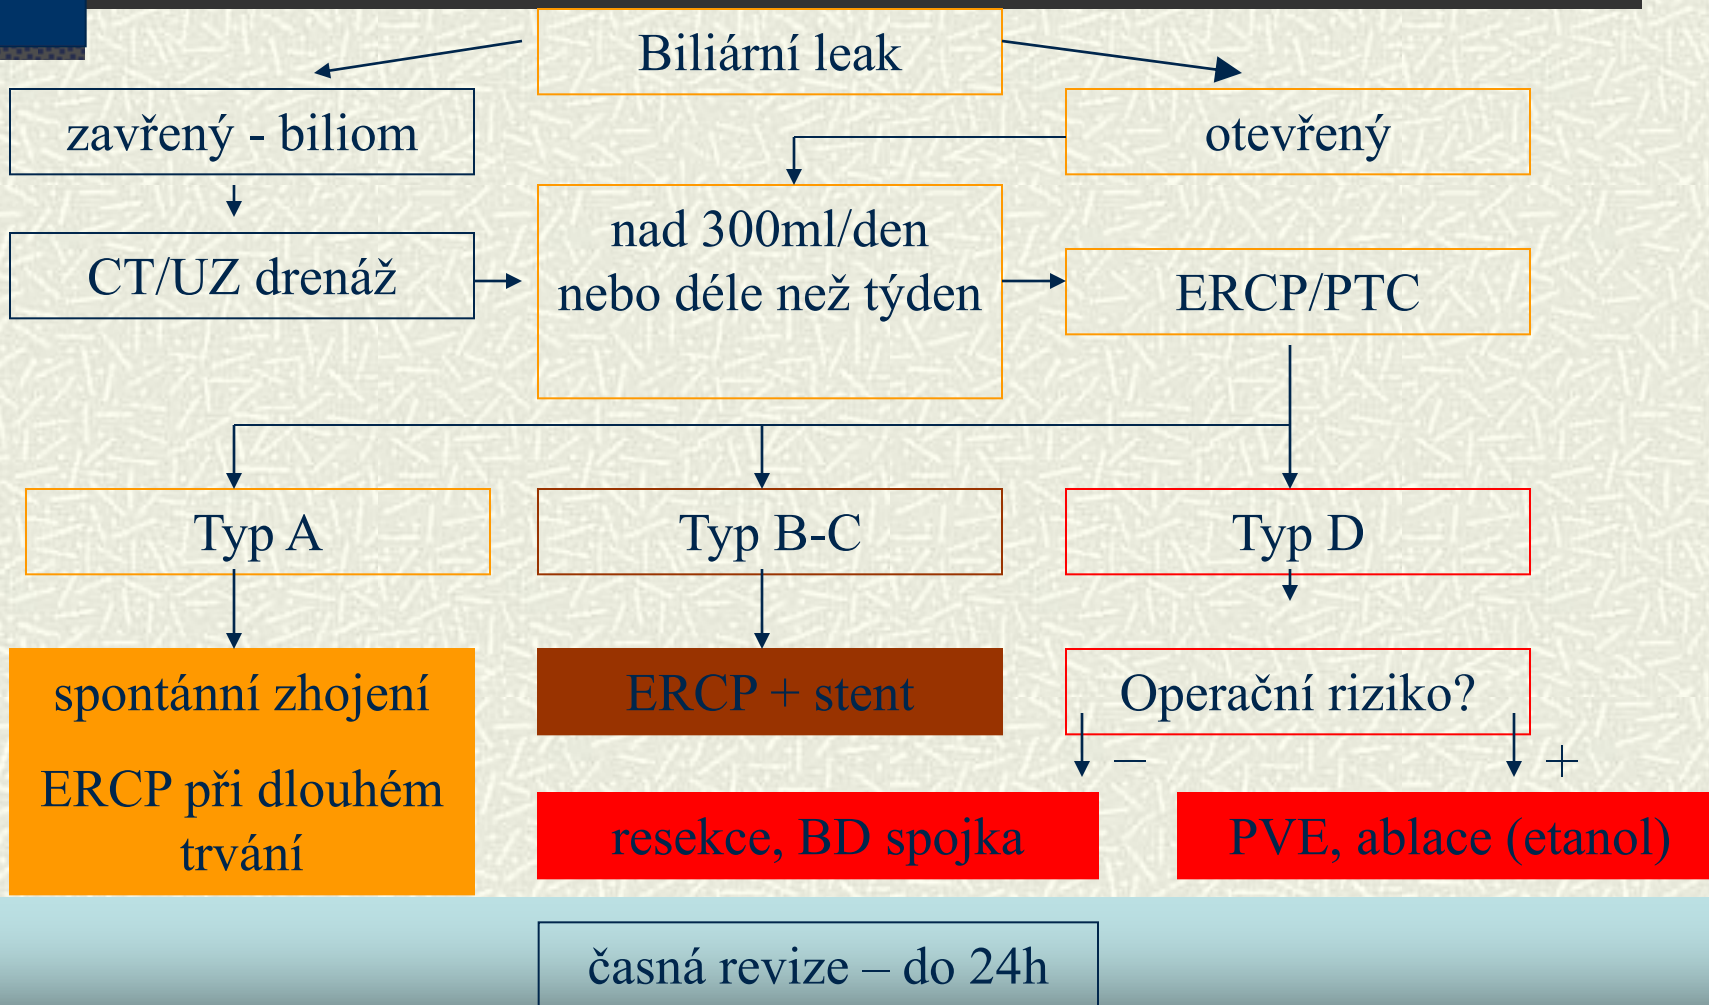 Biliární leak
zavřený - biliom
otevřený
CT/UZ drenáž
nad 300ml/den
nebo déle než týden
ERCP/PTC
Typ A
Typ B-C
Typ D
spontánní zhojení
ERCP při dlouhém
trvání
ERCP + stent
Operační riziko?
–
+
resekce, BD spojka
PVE, ablace (etanol)
časná revize – do 24h